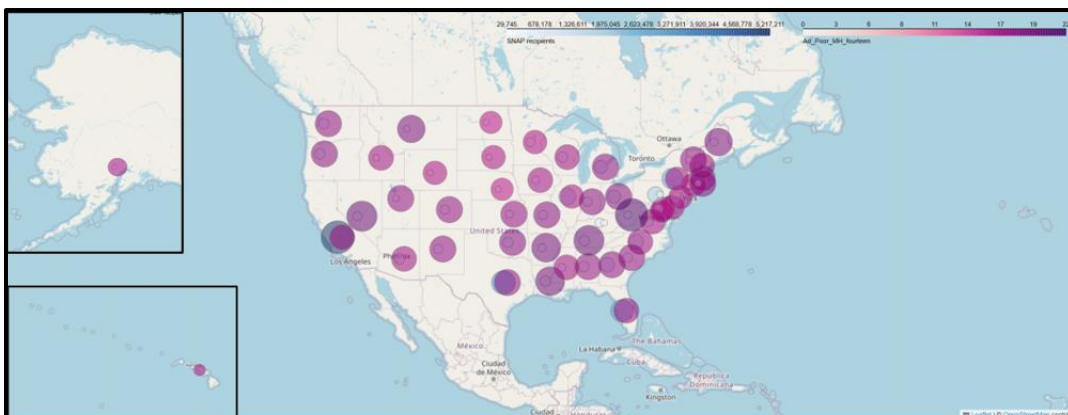 29,745 678,178 1,326,611 1,975,045 2,623,478 3,271,911 3,920,344 4,568,778 5,217,211
SNAP recipients
0 3 6 8 11 14 17 19 22
Ad_Poor_MH_fourteen
Ottawa
Toronto
United States
Los Angeles
Phoenix
México
Ciudad
de México
La Habana
The Bahamas
Cuba
República
Dominicana
Kingston
Ciudad
Honduras
Leaflet | © OpenStreetMap contri